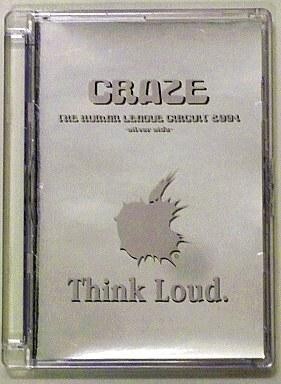 CRAZE
THE HUMAN LEAGUE CIRCUIT 2004
-silver side-
Think Loud.